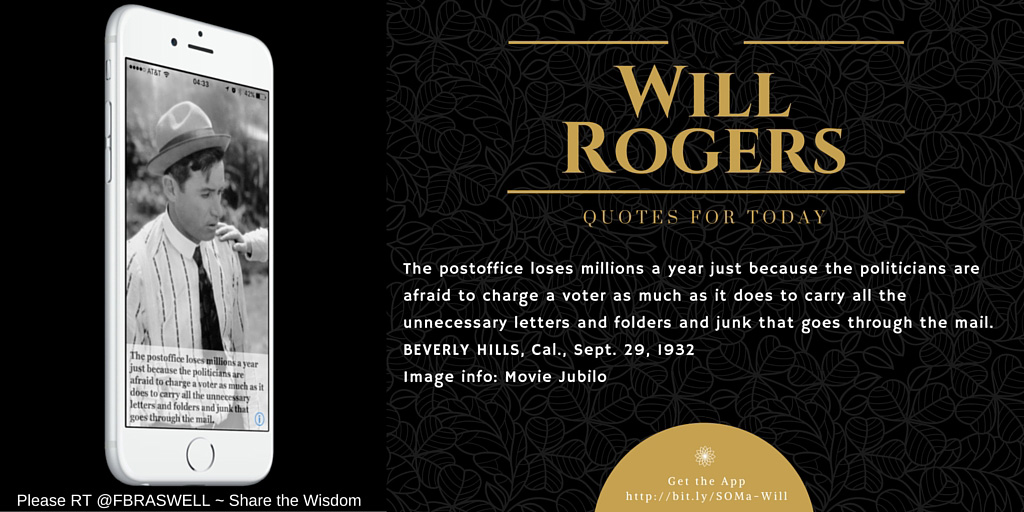 AT&T
04:33
42%
The postoffice loses millions a year
just because the politicians are
afraid to charge a voter as much as it
does to carry all the unnecessary
letters and folders and junk that
goes through the mail.
Please RT @FBRASWELL ~ Share the Wisdom
WILL
ROGERS
QUOTES FOR TODAY
The postoffice loses millions a year just because the politicians are
afraid to charge a voter as much as it does to carry all the
unnecessary letters and folders and junk that goes through the mail.
BEVERLY HILLS, Cal., Sept. 29, 1932
Image info: Movie Jubilo
Get the App
http://bit.ly/SOMa-Will